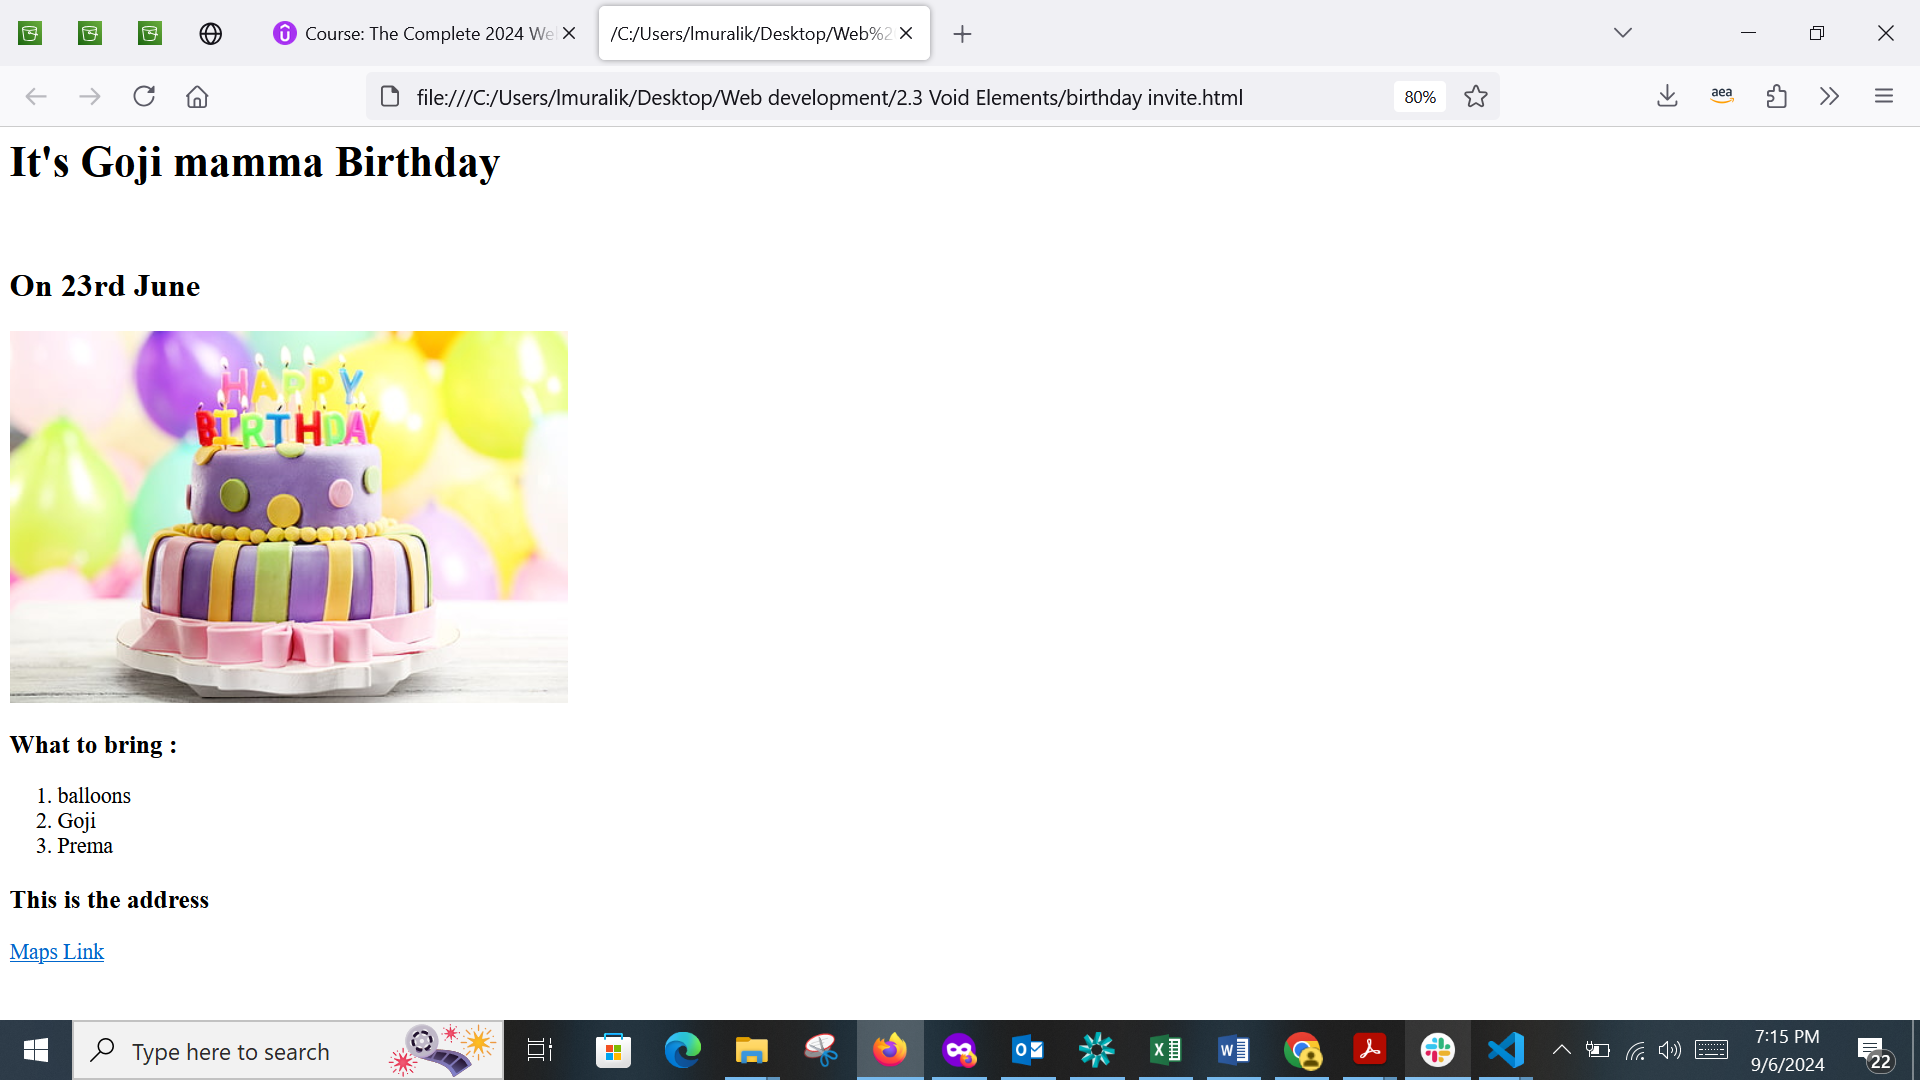 Course: The Complete 2024 We
/C:/Users/lmuralik/Desktop/Web%2
file:///C:/Users/lmuralik/Desktop/Web development/2.3 Void Elements/birthday invite.html
80%
aea
It's Goji mamma Birthday
On 23rd June
HAPPY
BIRTHDAY
What to bring :
1. balloons
2. Goji
3. Prema
This is the address
Maps Link
Type here to search
7:15 PM
9/6/2024
22